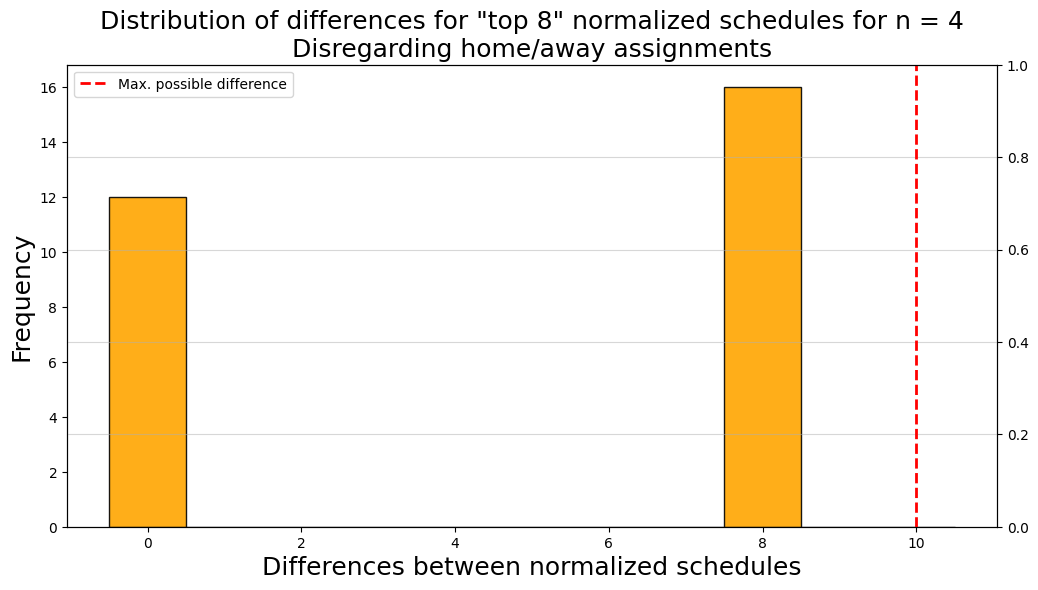 Distribution of differences for "top 8" normalized schedules for n = 4
Disregarding home/away assignments
Max. possible difference
Frequency
16
14
12
10
8
6
4
2
0
1.0
0.8
0.6
0.4
0.2
0.0
0 2 4 6 8 10
Differences between normalized schedules